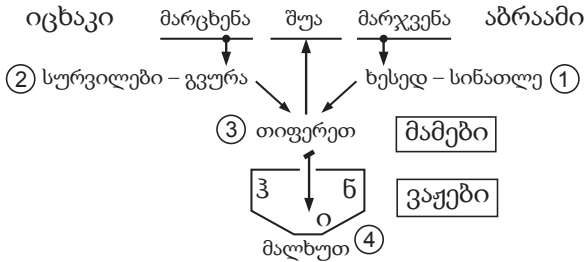 იცხაკი მარცხენა შუა მარჯვენა აბრაამი
2 სურვილები – გვურა ხესედ – სინათლე 1
3 თიფერეთ მამები
ჰ ნ ვაჟები
ი
მალხუთ 4